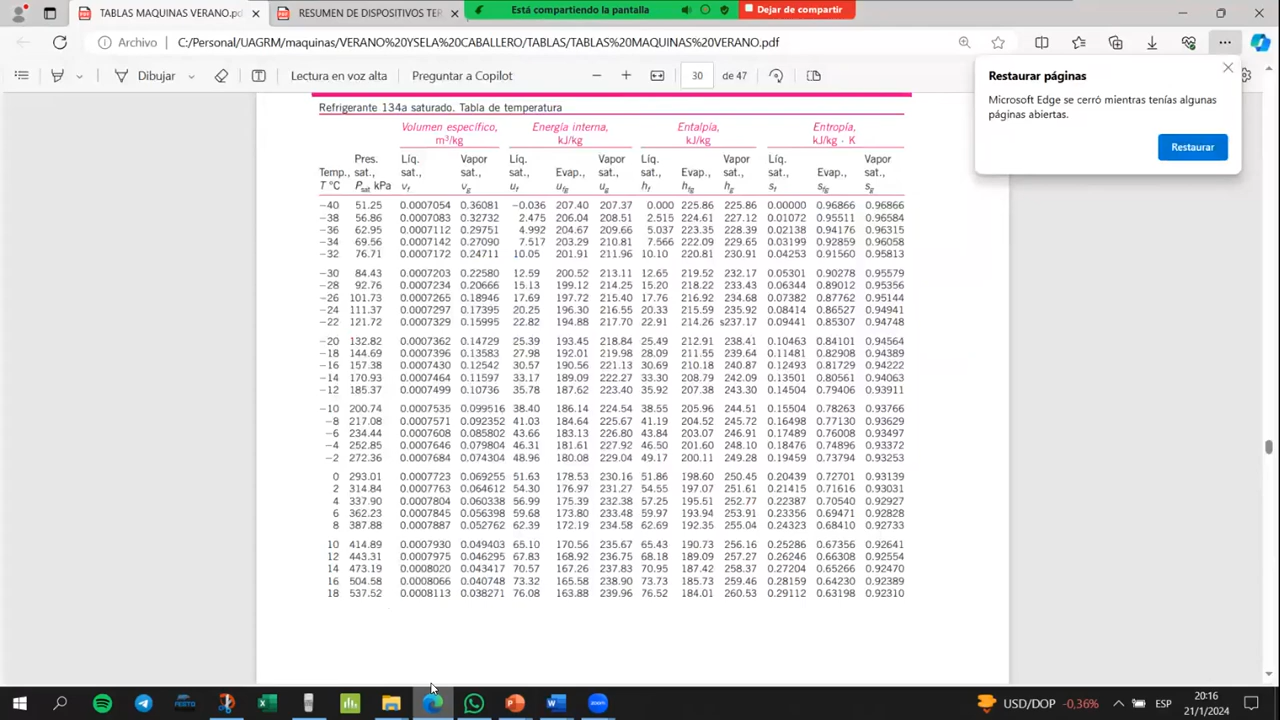 TABLAS MAQUINAS VERANO.pd
RESUMEN DE DISPOSITIVOS TER
Está compartiendo la pantalla
Dejar de compartir
Archivo
C:/Personal/UAGRM/maquinas/VERANO%20YSELA%20CABALLERO/TABLAS/TABLAS%20MAQUINAS%20VERANO.pdf
Dibujar
Lectura en voz alta
Preguntar a Copilot
30 de 47
Restaurar páginas
Microsoft Edge se cerró mientras tenías algunas
páginas abiertas.
Restaurar
Refrigerante 134a saturado. Tabla de temperatura
Volumen específico, Energía interna, Entalpía, Entropía,
m³/kg kJ/kg kJ/kg kJ/kg · K
Pres. Líq. Vapor Líq. Vapor Líq. Vapor Líq. Vapor
Temp., sat., sat., sat., sat., Evap., sat., sat., Evap., sat., sat., Evap., sat.,
T °C Psat kPa vf vg uf ufg ug hf hfg hg sf sfg sg
−40 51.25 0.0007054 0.36081 −0.036 207.40 207.37 0.000 225.86 225.86 0.00000 0.96866 0.96866
−38 56.86 0.0007083 0.32732 2.475 206.04 208.51 2.515 224.61 227.12 0.01072 0.95511 0.96584
−36 62.95 0.0007112 0.29751 4.992 204.67 209.66 5.037 223.35 228.39 0.02138 0.94176 0.96315
−34 69.56 0.0007142 0.27090 7.517 203.29 210.81 7.566 222.09 229.65 0.03199 0.92859 0.96058
−32 76.71 0.0007172 0.24711 10.05 201.91 211.96 10.10 220.81 230.91 0.04253 0.91560 0.95813
−30 84.43 0.0007203 0.22580 12.59 200.52 213.11 12.65 219.52 232.17 0.05301 0.90278 0.95579
−28 92.76 0.0007234 0.20666 15.13 199.12 214.25 15.20 218.22 233.43 0.06344 0.89012 0.95356
−26 101.73 0.0007265 0.18946 17.69 197.72 215.40 17.76 216.92 234.68 0.07382 0.87762 0.95144
−24 111.37 0.0007297 0.17395 20.25 196.30 216.55 20.33 215.59 235.92 0.08414 0.86527 0.94941
−22 121.72 0.0007329 0.15995 22.82 194.88 217.70 22.91 214.26 s237.17 0.09441 0.85307 0.94748
−20 132.82 0.0007362 0.14729 25.39 193.45 218.84 25.49 212.91 238.41 0.10463 0.84101 0.94564
−18 144.69 0.0007396 0.13583 27.98 192.01 219.98 28.09 211.55 239.64 0.11481 0.82908 0.94389
−16 157.38 0.0007430 0.12542 30.57 190.56 221.13 30.69 210.18 240.87 0.12493 0.81729 0.94222
−14 170.93 0.0007464 0.11597 33.17 189.09 222.27 33.30 208.79 242.09 0.13501 0.80561 0.94063
−12 185.37 0.0007499 0.10736 35.78 187.62 223.40 35.92 207.38 243.30 0.14504 0.79406 0.93911
−10 200.74 0.0007535 0.099516 38.40 186.14 224.54 38.55 205.96 244.51 0.15504 0.78263 0.93766
−8 217.08 0.0007571 0.092352 41.03 184.64 225.67 41.19 204.52 245.72 0.16498 0.77130 0.93629
−6 234.44 0.0007608 0.085802 43.66 183.13 226.80 43.84 203.07 246.91 0.17489 0.76008 0.93497
−4 252.85 0.0007646 0.079804 46.31 181.61 227.92 46.50 201.60 248.10 0.18476 0.74896 0.93372
−2 272.36 0.0007684 0.074304 48.96 180.08 229.04 49.17 200.11 249.28 0.19459 0.73794 0.93253
0 293.01 0.0007723 0.069255 51.63 178.53 230.16 51.86 198.60 250.45 0.20439 0.72701 0.93139
2 314.84 0.0007763 0.064612 54.30 176.97 231.27 54.55 197.07 251.61 0.21415 0.71616 0.93031
4 337.90 0.0007804 0.060338 56.99 175.39 232.38 57.25 195.51 252.77 0.22387 0.70540 0.92927
6 362.23 0.0007845 0.056398 59.68 173.80 233.48 59.97 193.94 253.91 0.23356 0.69471 0.92828
8 387.88 0.0007887 0.052762 62.39 172.19 234.58 62.69 192.35 255.04 0.24323 0.68410 0.92733
10 414.89 0.0007930 0.049403 65.10 170.56 235.67 65.43 190.73 256.16 0.25286 0.67356 0.92641
12 443.31 0.0007975 0.046295 67.83 168.92 236.75 68.18 189.09 257.27 0.26246 0.66308 0.92554
14 473.19 0.0008020 0.043417 70.57 167.26 237.83 70.95 187.42 258.37 0.27204 0.65266 0.92470
16 504.58 0.0008066 0.040748 73.32 165.58 238.90 73.73 185.73 259.46 0.28159 0.64230 0.92389
18 537.52 0.0008113 0.038271 76.08 163.88 239.96 76.52 184.01 260.53 0.29112 0.63198 0.92310
FESTO
USD/DOP -0,36%
ESP
20:16
21/1/2024